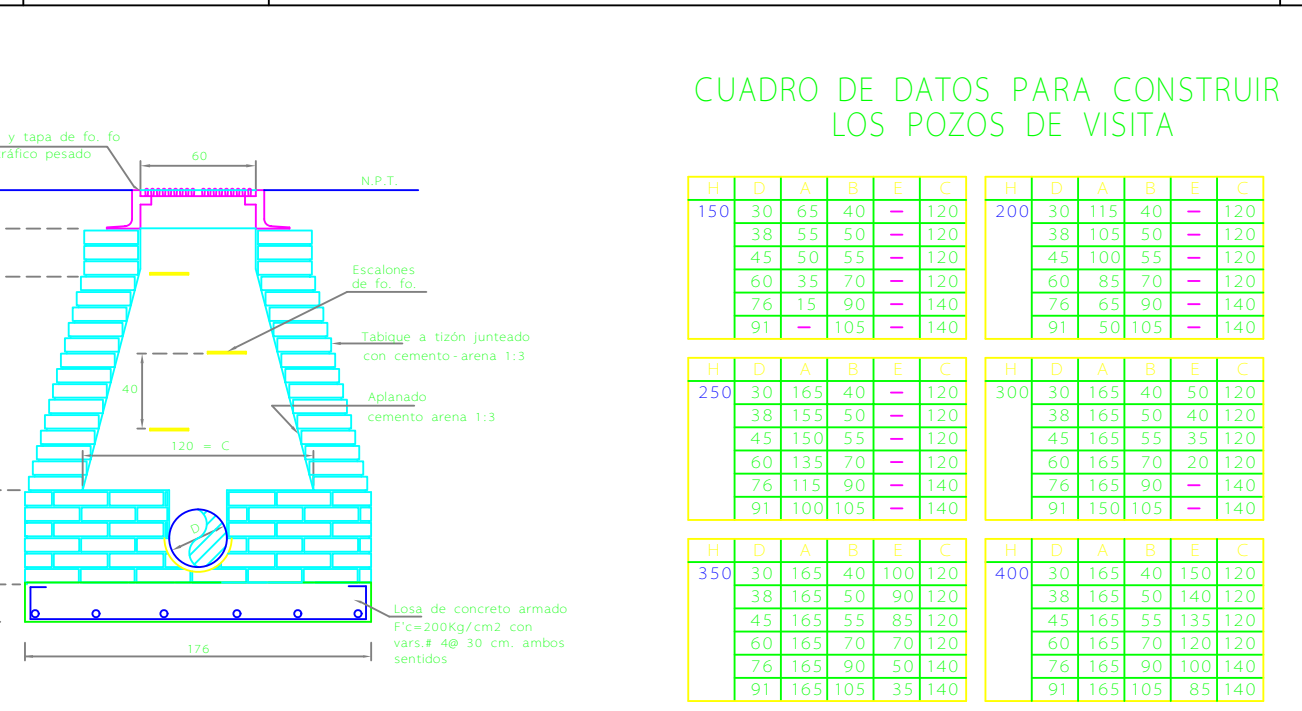 CUADRO DE DATOS PARA CONSTRUIR
LOS POZOS DE VISITA
y tapa de fo. fo
ráfico pesado
60
N.P.T.
Escalones
de fo. fo.
Tabique a tizón junteado
con cemento-arena 1:3
40
Aplanado
cemento arena 1:3
120 = C
D
Losa de concreto armado
F'c=200Kg/cm2 con
vars.# 4@ 30 cm. ambos
sentidos
176
H D A B E C
150 30 65 40 — 120
38 55 50 — 120
45 50 55 — 120
60 35 70 — 120
76 15 90 — 140
91 — 105 — 140
H D A B E C
200 30 115 40 — 120
38 105 50 — 120
45 100 55 — 120
60 85 70 — 120
76 65 90 — 140
91 50 105 — 140
H D A B E C
250 30 165 40 — 120
38 155 50 — 120
45 150 55 — 120
60 135 70 — 120
76 115 90 — 140
91 100 105 — 140
H D A B E C
300 30 165 40 50 120
38 165 50 40 120
45 165 55 35 120
60 165 70 20 120
76 165 90 — 140
91 150 105 — 140
H D A B E C
350 30 165 40 100 120
38 165 50 90 120
45 165 55 85 120
60 165 70 70 120
76 165 90 50 140
91 165 105 35 140
H D A B E C
400 30 165 40 150 120
38 165 50 140 120
45 165 55 135 120
60 165 70 120 120
76 165 90 100 140
91 165 105 85 140